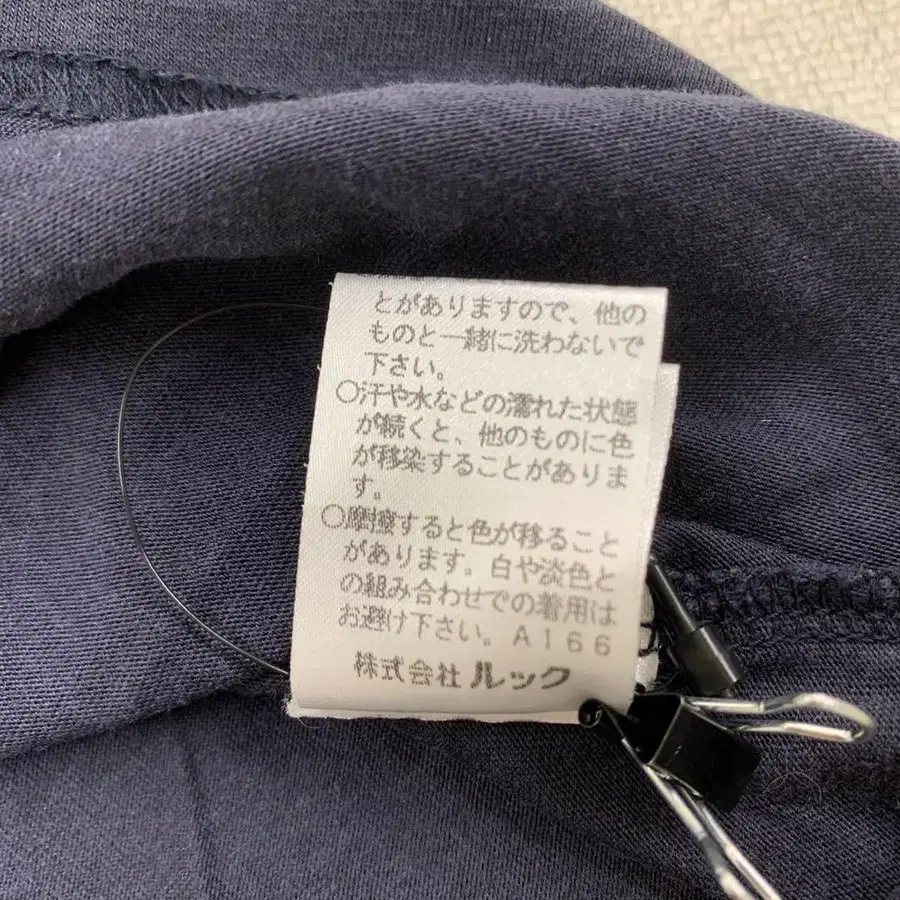 とがありますので、他の
ものと一緒に洗わないで
下さい。
○汗や水などの濡れた状態
が続くと、他のものに色
が移染することがありま
す。
○摩擦すると色が移ること
があります。白や淡色と
の組み合わせでの着用は
お避け下さい。A166
株式会社 ルック